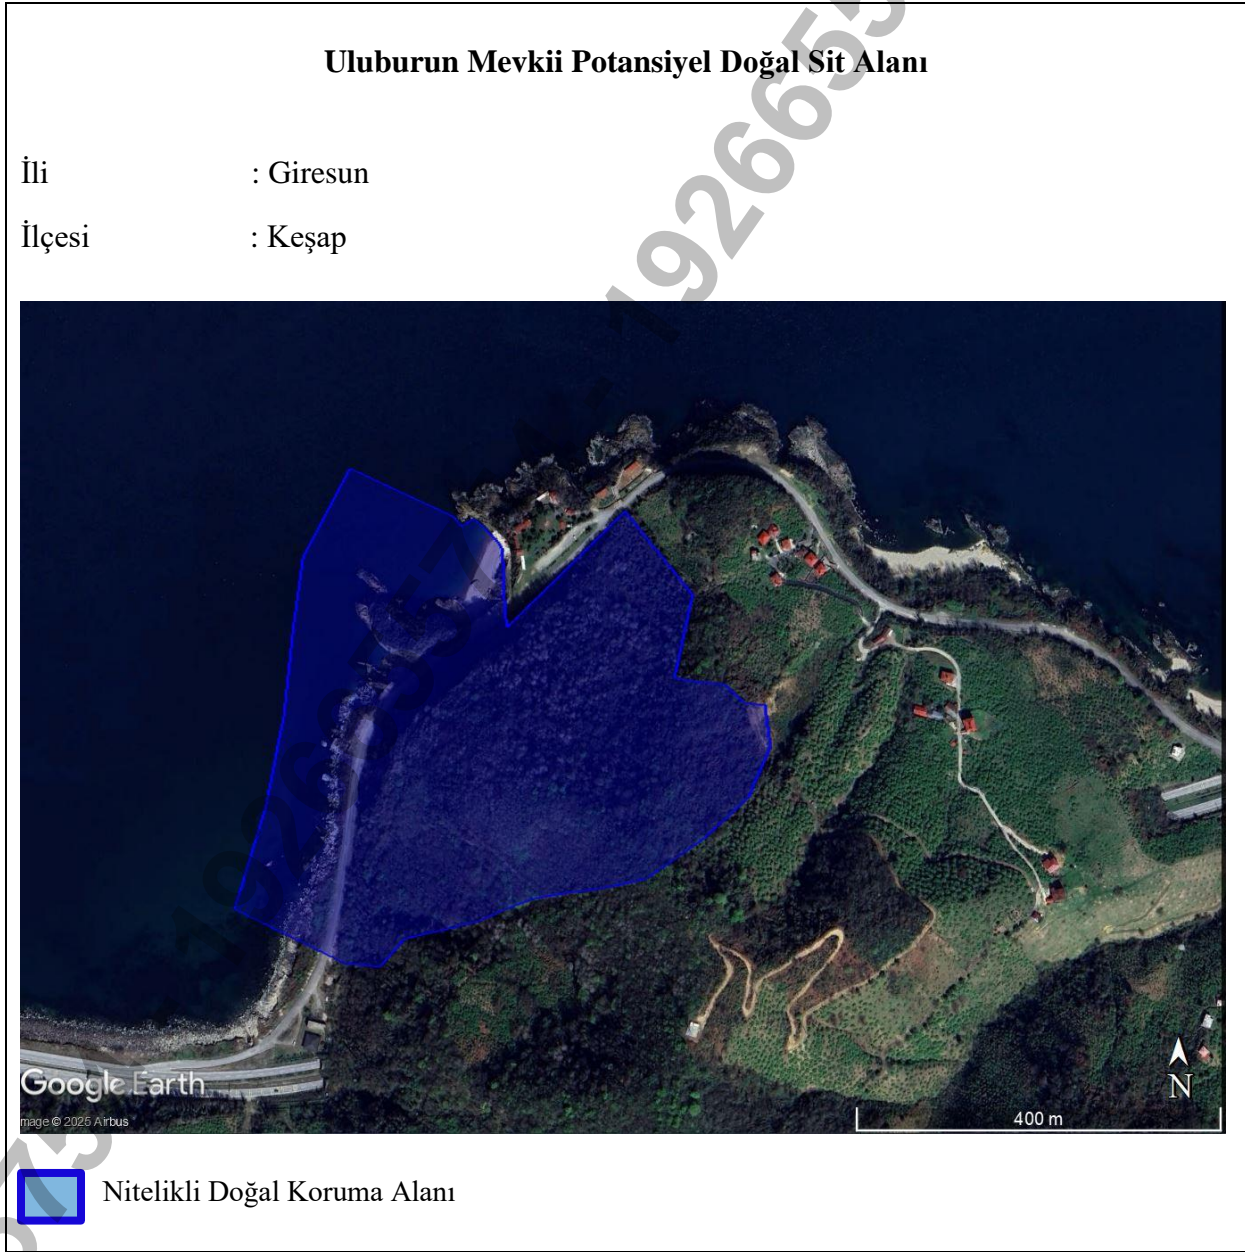 Uluburun Mevkii Potansiyel Doğal Sit Alanı
İli : Giresun
İlçesi : Keşap
Google Earth
mage © 2025 Airbus
N
400 m
Nitelikli Doğal Koruma Alanı